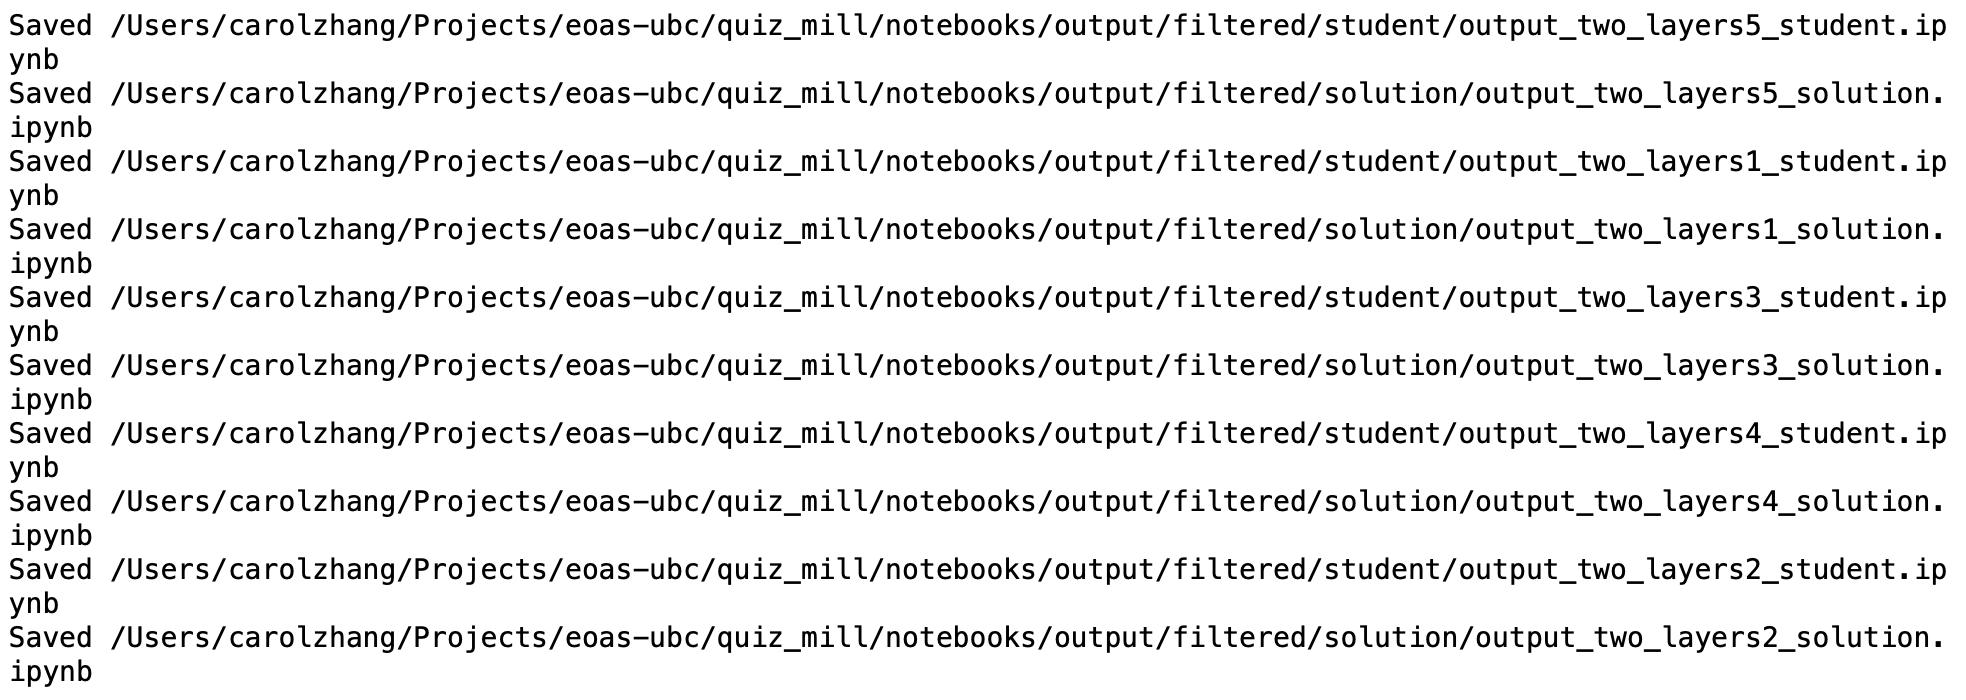 Saved /Users/carolzhang/Projects/eoas-ubc/quiz_mill/notebooks/output/filtered/student/output_two_layers5_student.ip
ynb
Saved /Users/carolzhang/Projects/eoas-ubc/quiz_mill/notebooks/output/filtered/solution/output_two_layers5_solution.
ipynb
Saved /Users/carolzhang/Projects/eoas-ubc/quiz_mill/notebooks/output/filtered/student/output_two_layers1_student.ip
ynb
Saved /Users/carolzhang/Projects/eoas-ubc/quiz_mill/notebooks/output/filtered/solution/output_two_layers1_solution.
ipynb
Saved /Users/carolzhang/Projects/eoas-ubc/quiz_mill/notebooks/output/filtered/student/output_two_layers3_student.ip
ynb
Saved /Users/carolzhang/Projects/eoas-ubc/quiz_mill/notebooks/output/filtered/solution/output_two_layers3_solution.
ipynb
Saved /Users/carolzhang/Projects/eoas-ubc/quiz_mill/notebooks/output/filtered/student/output_two_layers4_student.ip
ynb
Saved /Users/carolzhang/Projects/eoas-ubc/quiz_mill/notebooks/output/filtered/solution/output_two_layers4_solution.
ipynb
Saved /Users/carolzhang/Projects/eoas-ubc/quiz_mill/notebooks/output/filtered/student/output_two_layers2_student.ip
ynb
Saved /Users/carolzhang/Projects/eoas-ubc/quiz_mill/notebooks/output/filtered/solution/output_two_layers2_solution.
ipynb